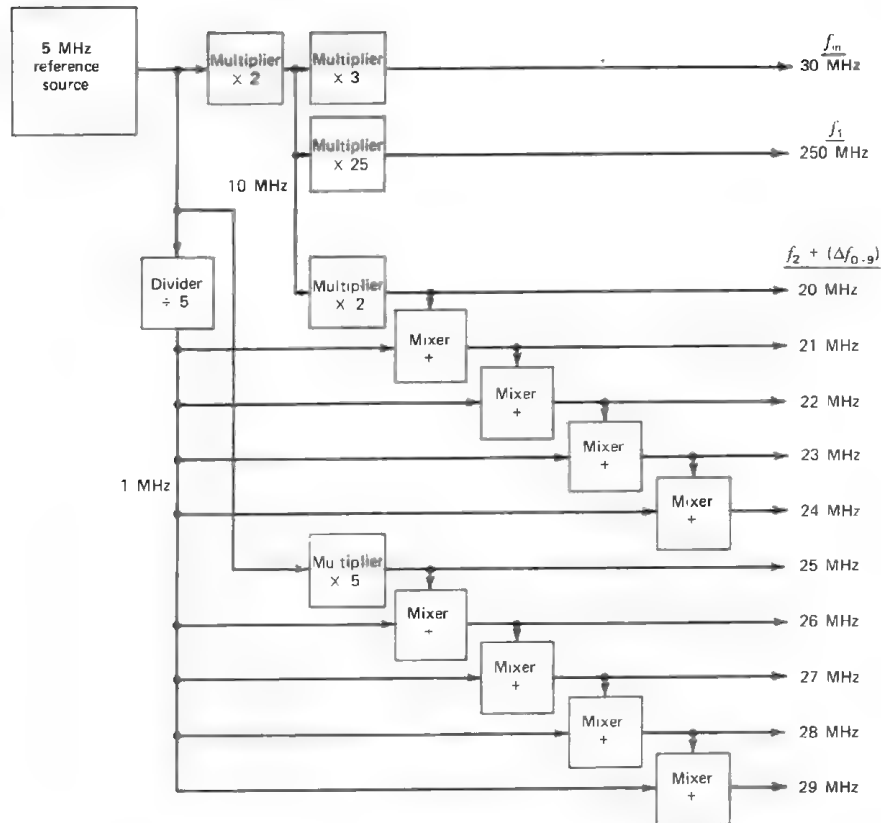 5 MHz
reference
source
Multiplier
× 2
Multiplier
× 3
f_in
30 MHz
Multiplier
× 25
f_1
250 MHz
10 MHz
f_2 + (Δf_0-9)
Divider
÷ 5
Multiplier
× 2
20 MHz
Mixer
+
21 MHz
Mixer
+
22 MHz
Mixer
+
23 MHz
1 MHz
Mixer
+
24 MHz
Multiplier
× 5
25 MHz
Mixer
+
26 MHz
Mixer
+
27 MHz
Mixer
+
28 MHz
Mixer
+
29 MHz